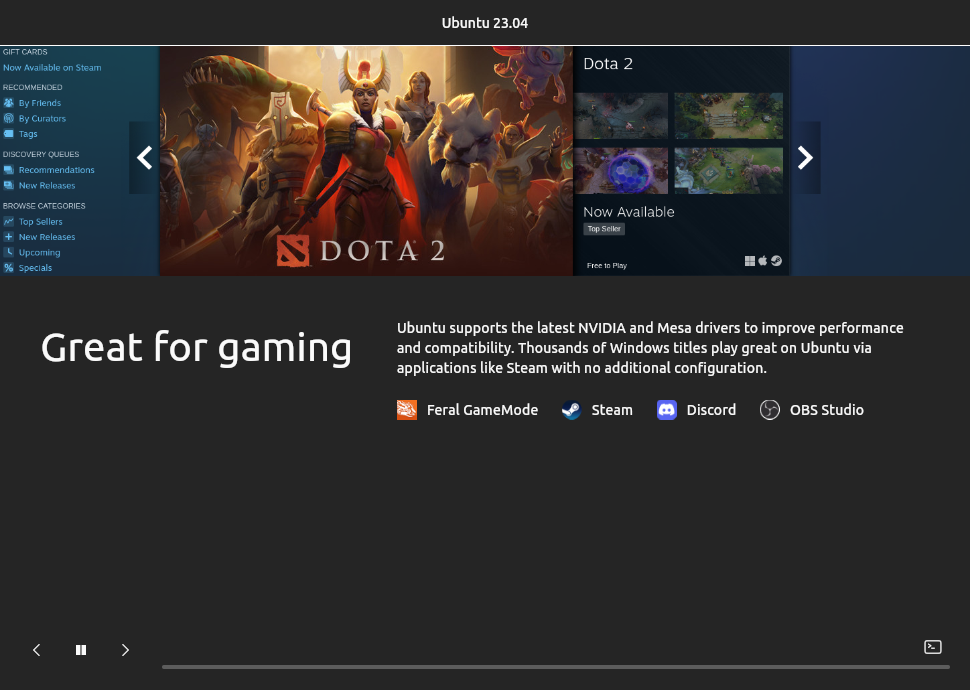 Ubuntu 23.04
GIFT CARDS
Now Available on Steam
RECOMMENDED
By Friends
By Curators
Tags
DISCOVERY QUEUES
Recommendations
New Releases
BROWSE CATEGORIES
Top Sellers
New Releases
Upcoming
Specials
DOTA 2
Dota 2
Now Available
Top Seller
Free to Play
Great for gaming
Ubuntu supports the latest NVIDIA and Mesa drivers to improve performance
and compatibility. Thousands of Windows titles play great on Ubuntu via
applications like Steam with no additional configuration.
Feral GameMode Steam Discord OBS Studio